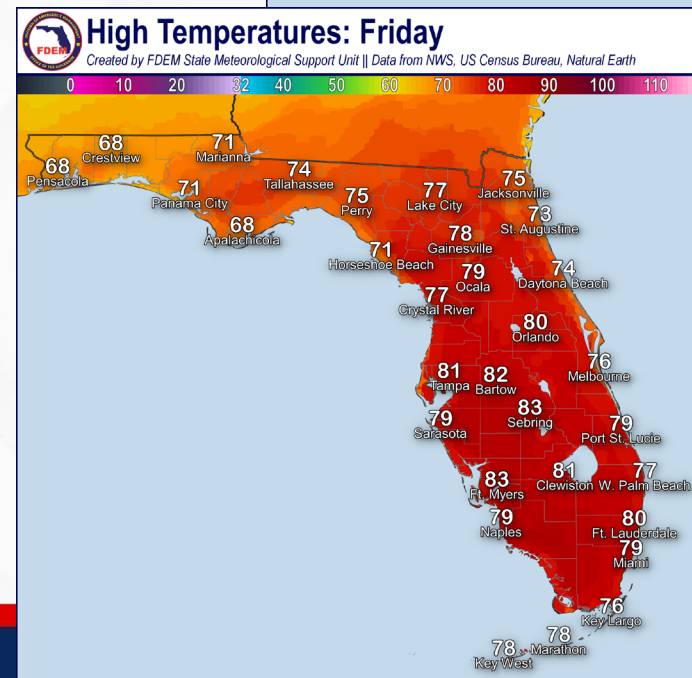 High Temperatures: Friday
Created by FDEM State Meteorological Support Unit || Data from NWS, US Census Bureau, Natural Earth
FDEM
0 10 20 32 40 50 60 70 80 90 100 110
68
Crestview
71
Marianna
68
Pensacola
74
Tallahassee
71
Panama City
75
Perry
77
Lake City
75
Jacksonville
68
Apalachicola
73
St. Augustine
78
Gainesville
71
Horseshoe Beach
79
Ocala
74
Daytona Beach
77
Crystal River
80
Orlando
76
Melbourne
81
Tampa
82
Bartow
83
Sebring
79
Sarasota
79
Port St. Lucie
83
Ft. Myers
81
Clewiston
77
W. Palm Beach
79
Naples
80
Ft. Lauderdale
79
Miami
76
Key Largo
78
Marathon
78
Key West